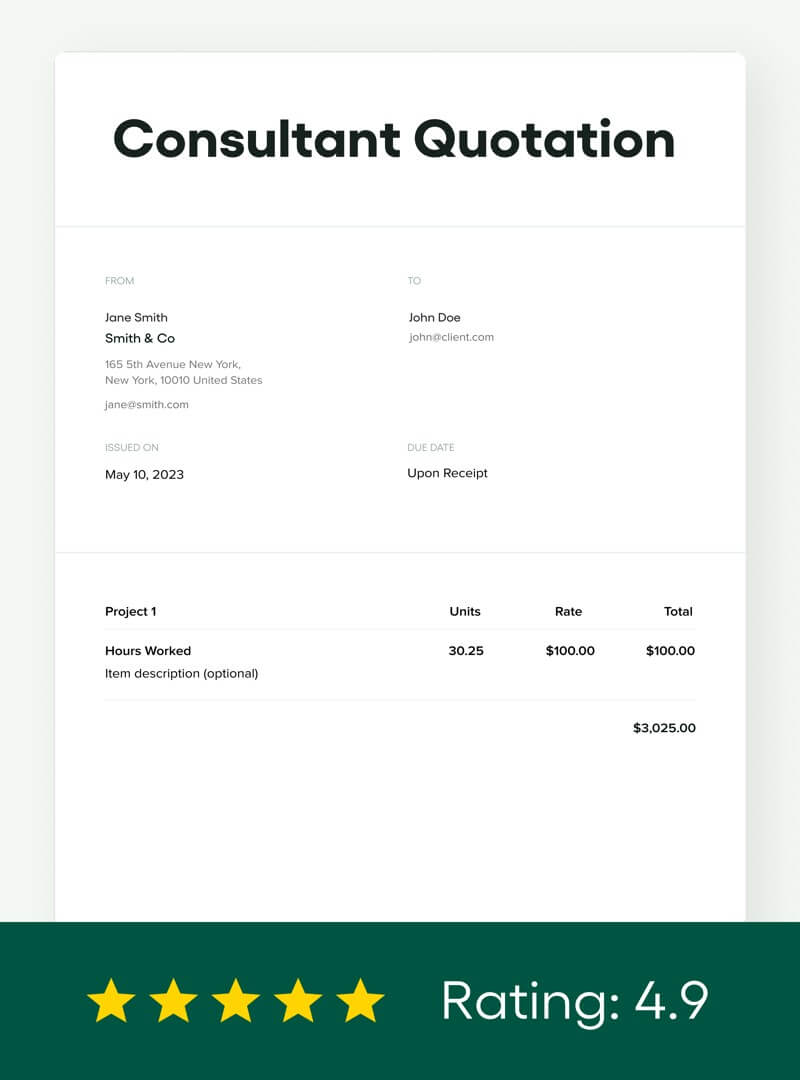 Consultant Quotation
FROM
TO
Jane Smith
John Doe
Smith & Co
john@client.com
165 5th Avenue New York,
New York, 10010 United States
jane@smith.com
ISSUED ON
DUE DATE
May 10, 2023
Upon Receipt
Project 1 Units Rate Total
Hours Worked 30.25 $100.00 $100.00
Item description (optional)
$3,025.00
Rating: 4.9